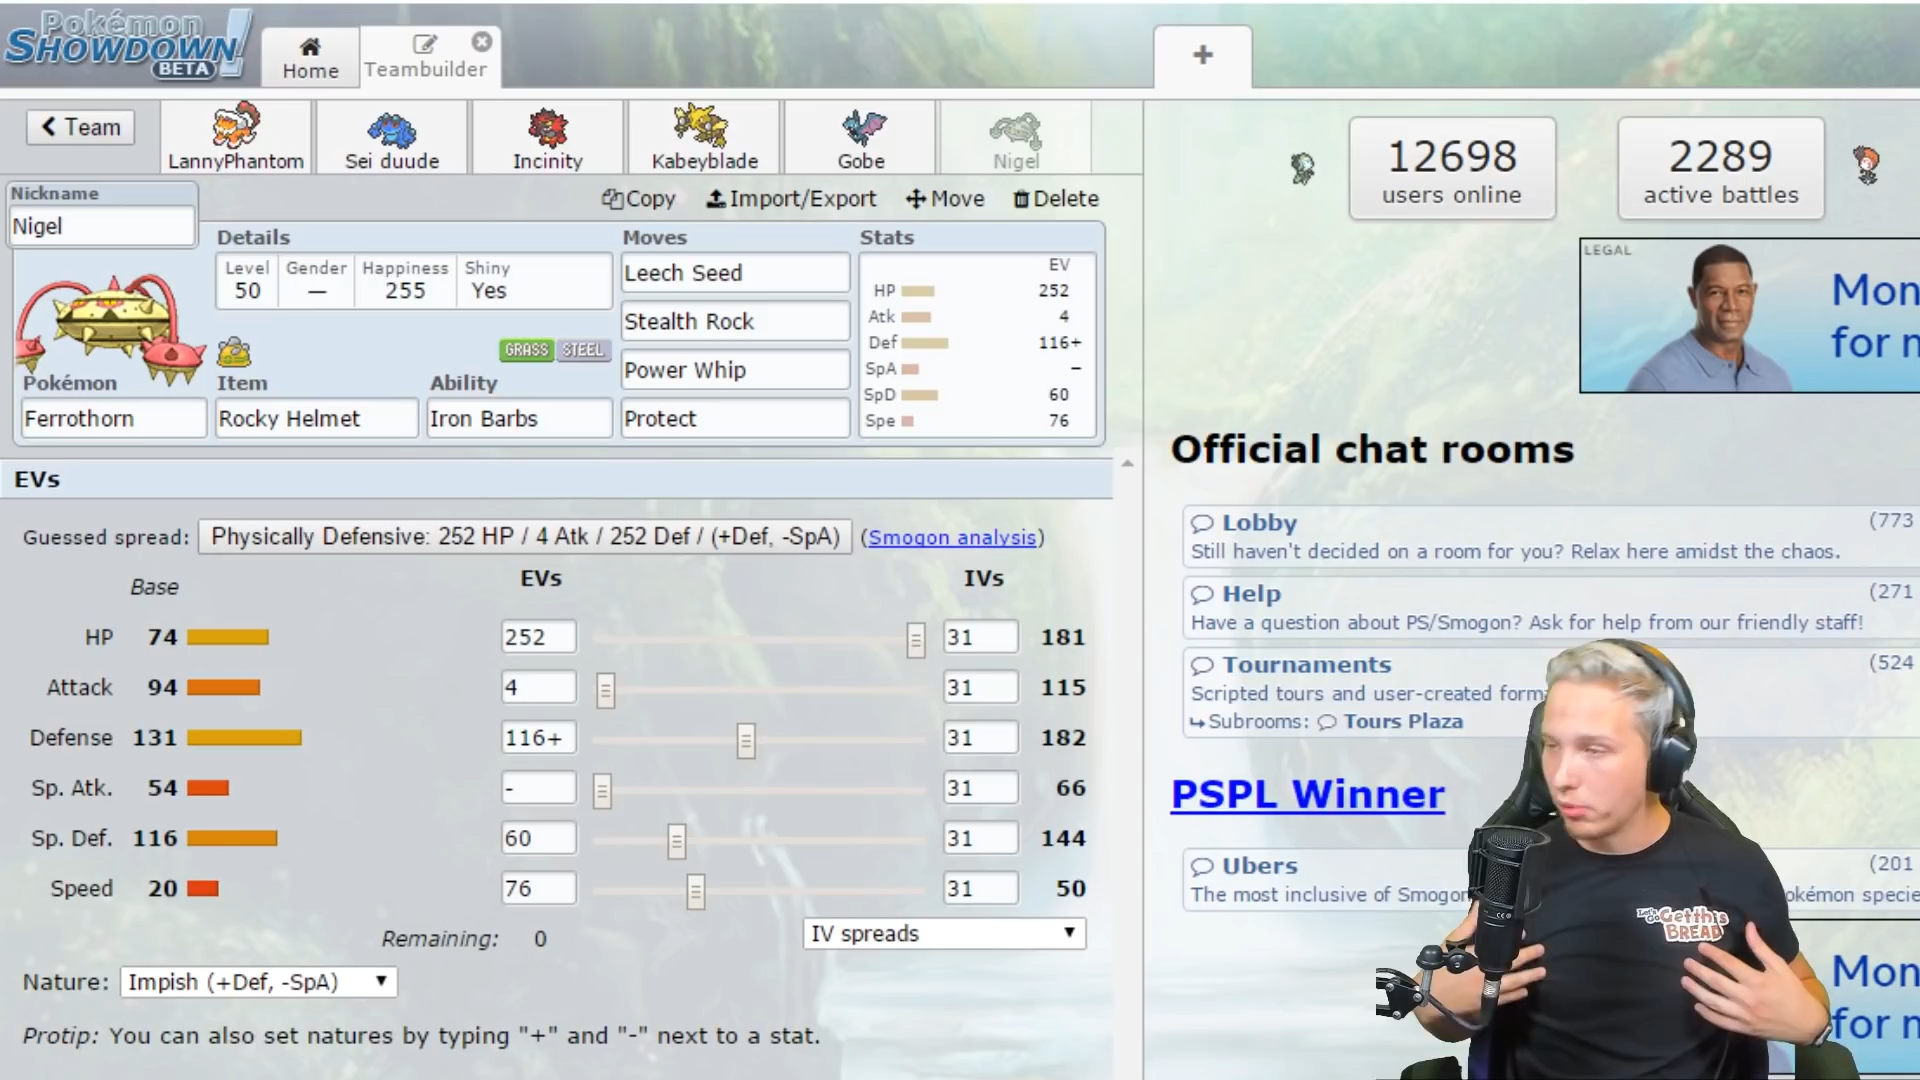 Pokémon
SHOWDOWN!
BETA
Home
Teambuilder
+
Team
LannyPhantom
Sei duude
Incinity
Kabeyblade
Gobe
Nigel
12698
users online
2289
active battles
Nickname
Nigel
Copy
Import/Export
Move
Delete
Details
Level
50
Gender
—
Happiness
255
Shiny
Yes
GRASS STEEL
Pokémon
Ferrothorn
Item
Rocky Helmet
Ability
Iron Barbs
Moves
Leech Seed
Stealth Rock
Power Whip
Protect
Stats
EV
HP 252
Atk 4
Def 116+
SpA –
SpD 60
Spe 76
LEGAL
Mon
for m
EVs
Guessed spread: Physically Defensive: 252 HP / 4 Atk / 252 Def / (+Def, -SpA) (Smogon analysis)
Base EVs IVs
HP 74 252 31 181
Attack 94 4 31 115
Defense 131 116+ 31 182
Sp. Atk. 54 - 31 66
Sp. Def. 116 60 31 144
Speed 20 76 31 50
Remaining: 0
IV spreads
Nature: Impish (+Def, -SpA)
Protip: You can also set natures by typing "+" and "-" next to a stat.
Official chat rooms
Lobby (773
Still haven't decided on a room for you? Relax here amidst the chaos.
Help (271
Have a question about PS/Smogon? Ask for help from our friendly staff!
Tournaments (524
Scripted tours and user-created form
Subrooms: Tours Plaza
PSPL Winner
Ubers (201
The most inclusive of Smogon okémon specie
Let's Go Get this
BREAD
Mon
for m